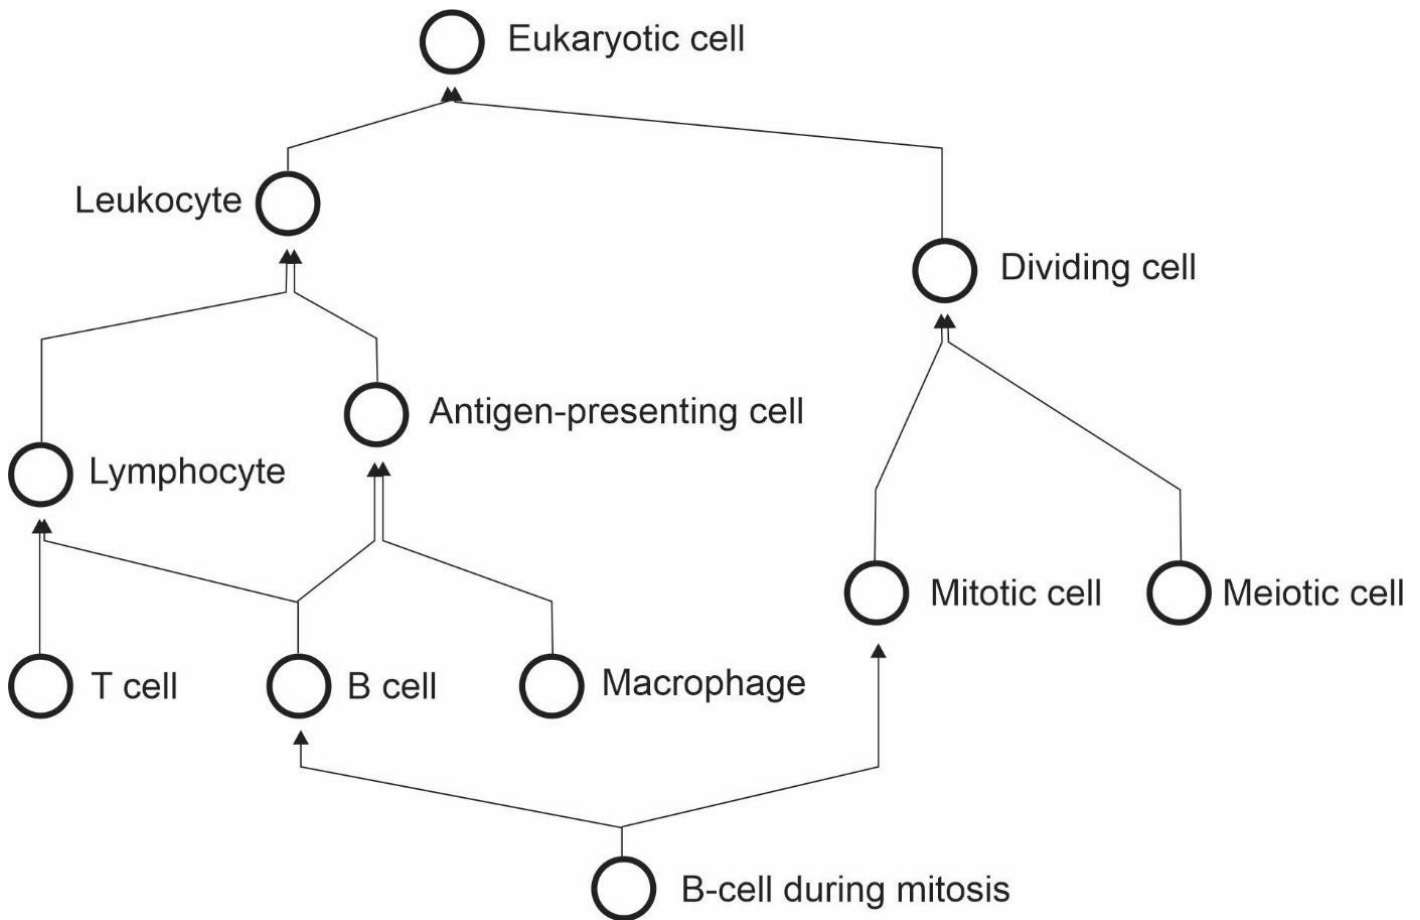 Eukaryotic cell
Leukocyte
Dividing cell
Antigen-presenting cell
Lymphocyte
Mitotic cell
Meiotic cell
T cell
B cell
Macrophage
B-cell during mitosis